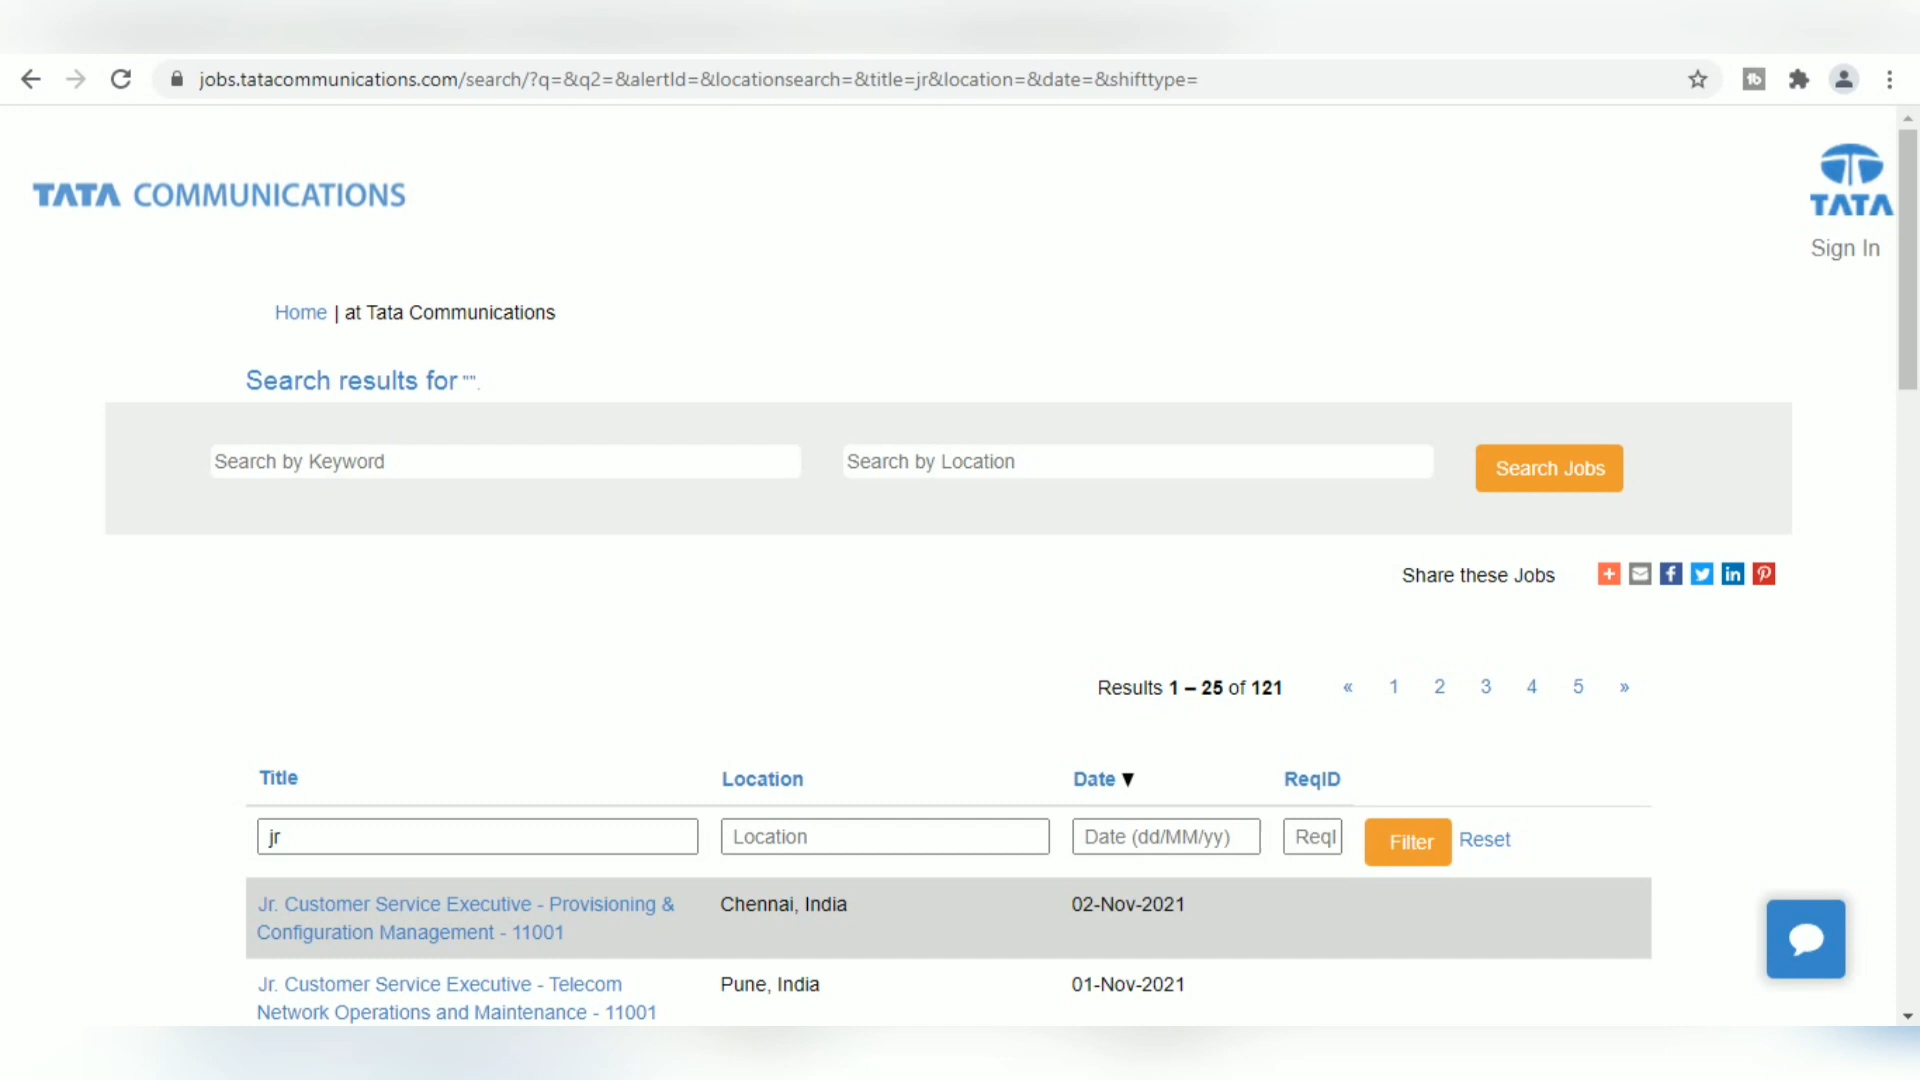 jobs.tatacommunications.com/search/?q=&q2=&alertId=&locationsearch=&title=jr&location=&date=&shifttype=
TATA COMMUNICATIONS
TATA
Sign In
Home | at Tata Communications
Search results for "".
Search by Keyword
Search by Location
Search Jobs
Share these Jobs
Results 1 – 25 of 121 « 1 2 3 4 5 »
Title Location Date ▼ ReqID
jr Location Date (dd/MM/yy) ReqI Filter Reset
Jr. Customer Service Executive - Provisioning & Chennai, India 02-Nov-2021
Configuration Management - 11001
Jr. Customer Service Executive - Telecom Pune, India 01-Nov-2021
Network Operations and Maintenance - 11001